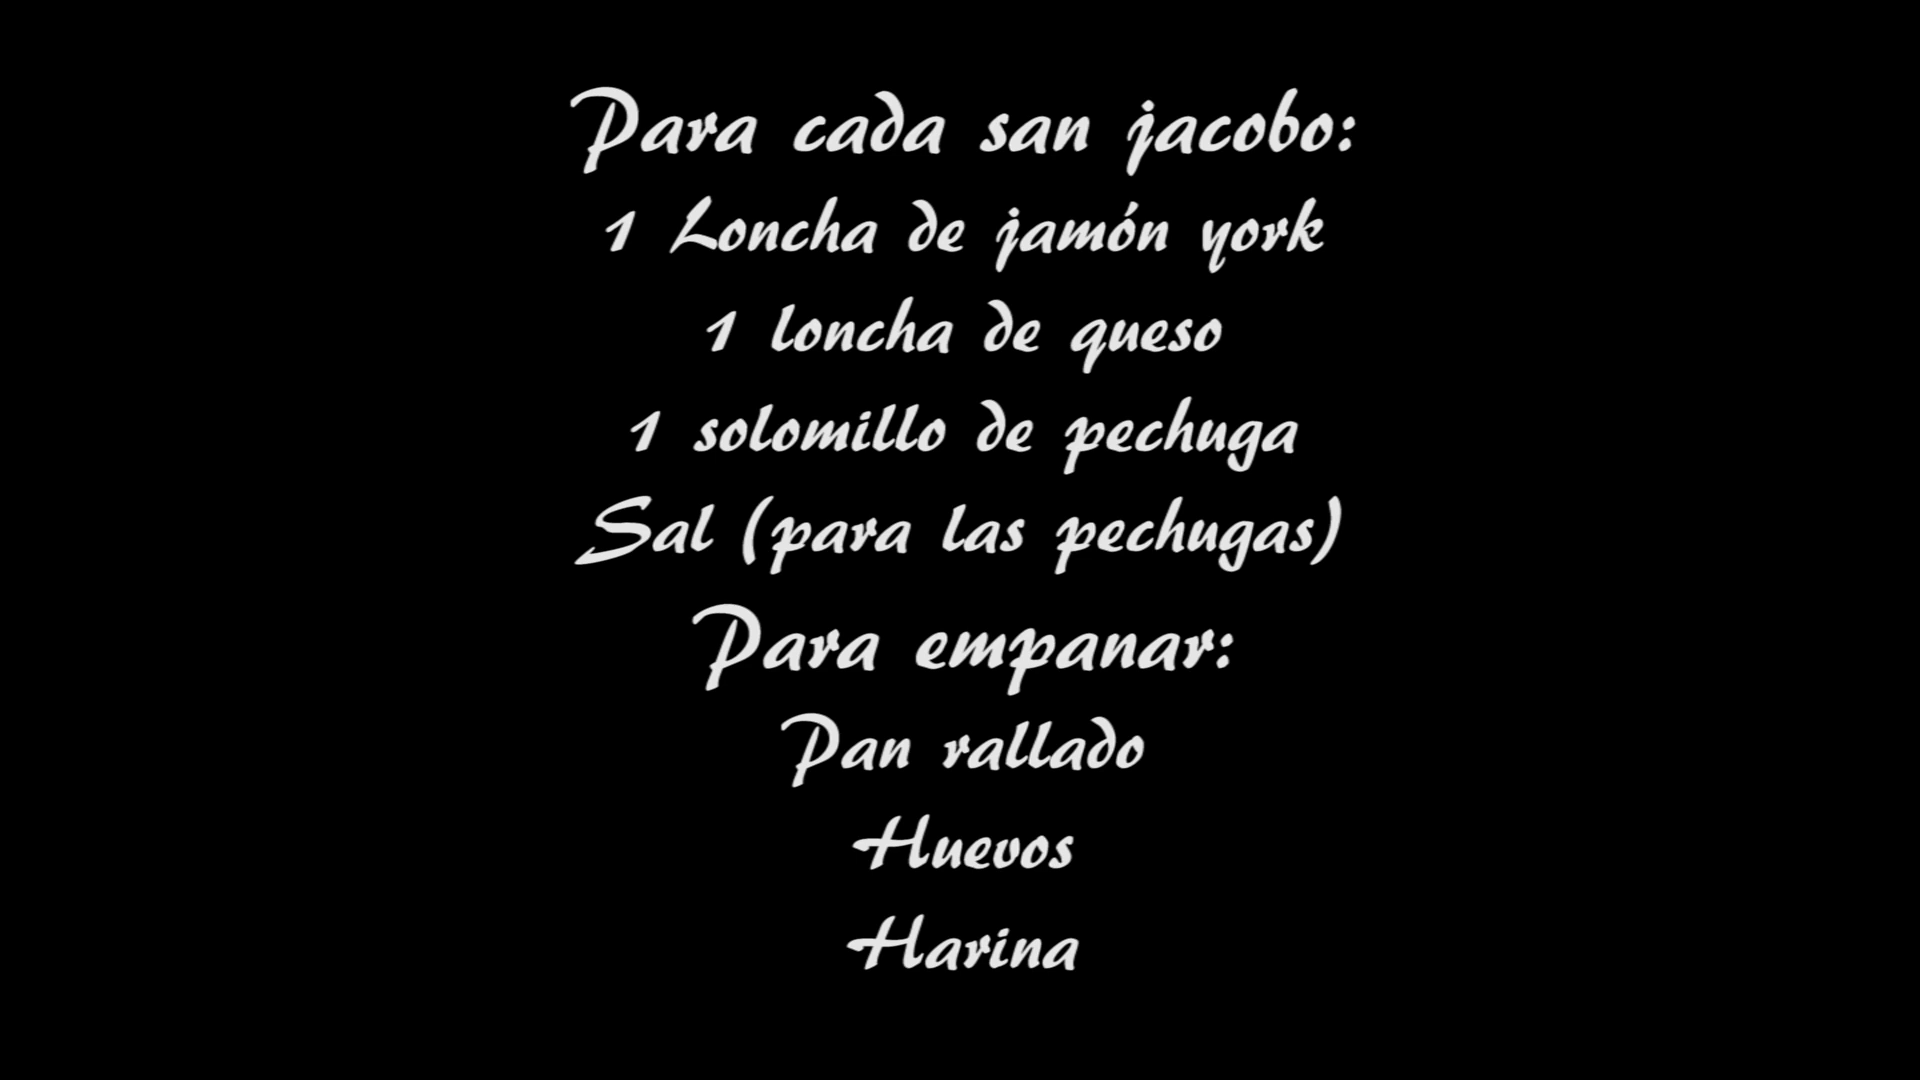 Para cada san jacobo:
1 Loncha de jamón york
1 loncha de queso
1 solomillo de pechuga
Sal (para las pechugas)
Para empanar:
Pan rallado
Huevos
Harina